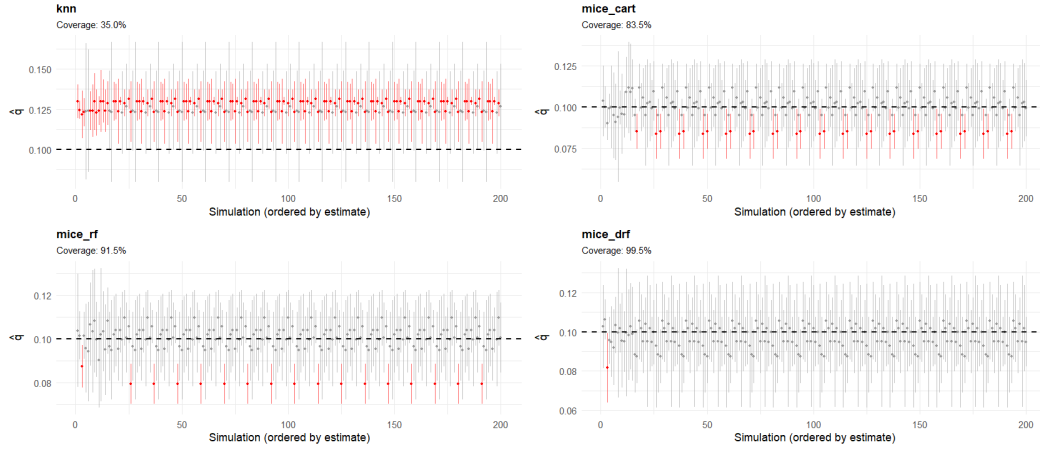 knn
Coverage: 35.0%
0.150
0.125
0.100
q̂
0
50
100
150
200
Simulation (ordered by estimate)
mice_cart
Coverage: 83.5%
0.125
0.100
0.075
q̂
0
50
100
150
200
Simulation (ordered by estimate)
mice_rf
Coverage: 91.5%
0.12
0.10
0.08
q̂
0
50
100
150
200
Simulation (ordered by estimate)
mice_drf
Coverage: 99.5%
0.12
0.10
0.08
0.06
q̂
0
50
100
150
200
Simulation (ordered by estimate)